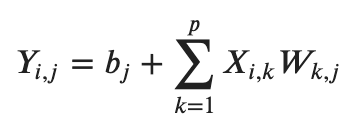 $$Y_{i,j} = b_j + \sum_{k=1}^{p} X_{i,k} W_{k,j}$$